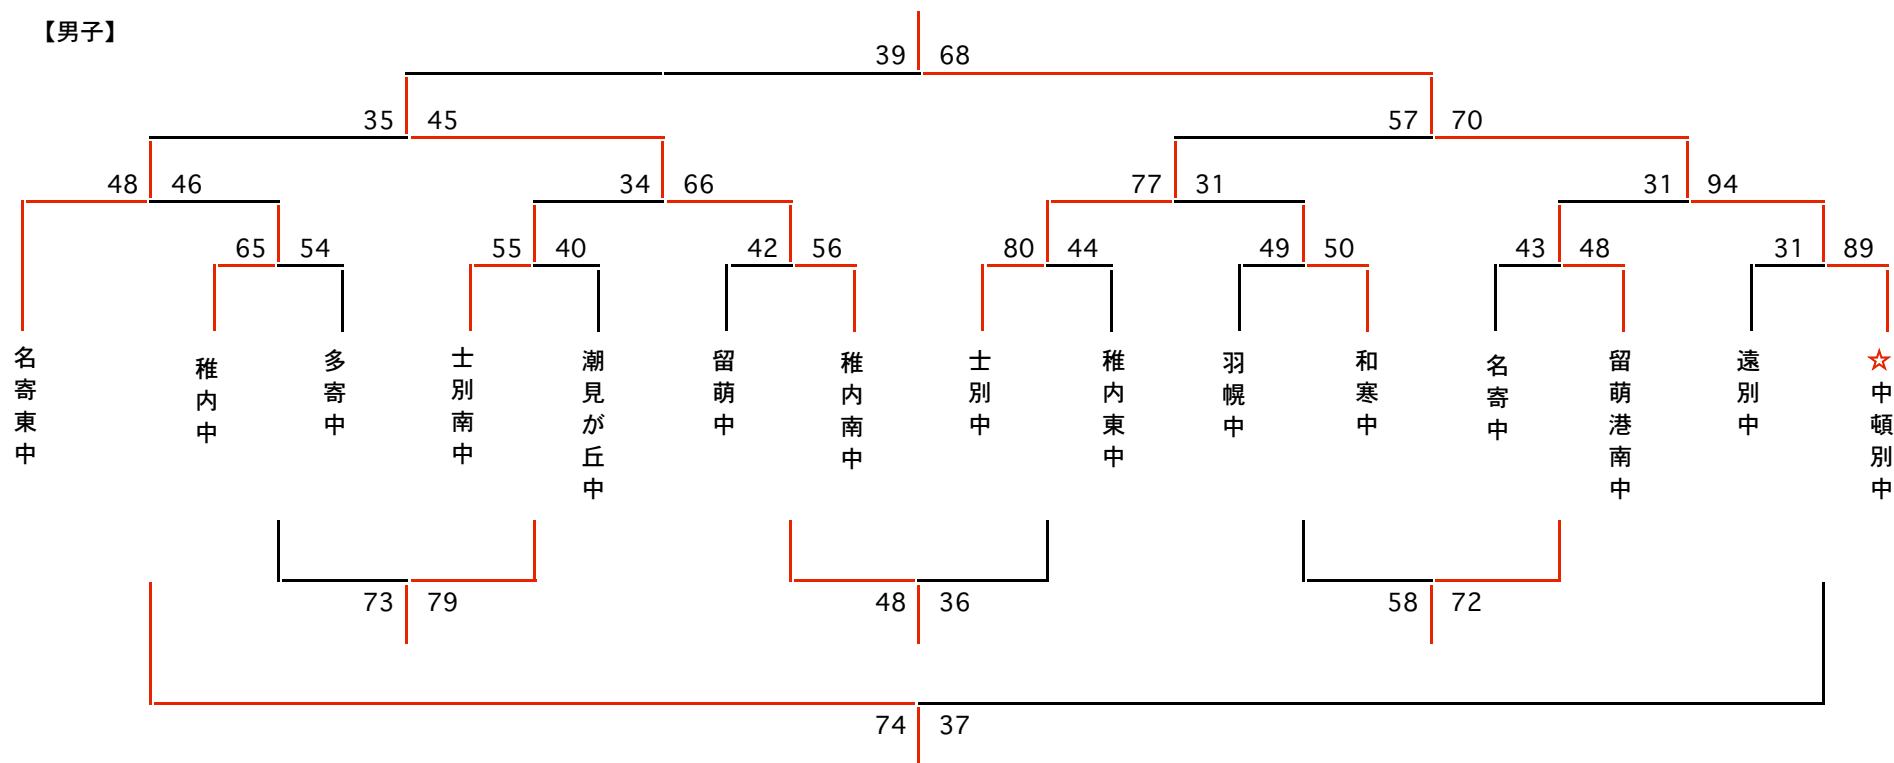 【男子】
39 68
35 45
57 70
48 46
34 66
77 31
31 94
65 54
55 40
42 56
80 44
49 50
43 48
31 89
名寄東中
稚内中
多寄中
士別南中
潮見が丘中
留萌中
稚内南中
士別中
稚内東中
羽幌中
和寒中
名寄中
留萌港南中
遠別中
☆中頓別中
73 79
48 36
58 72
74 37